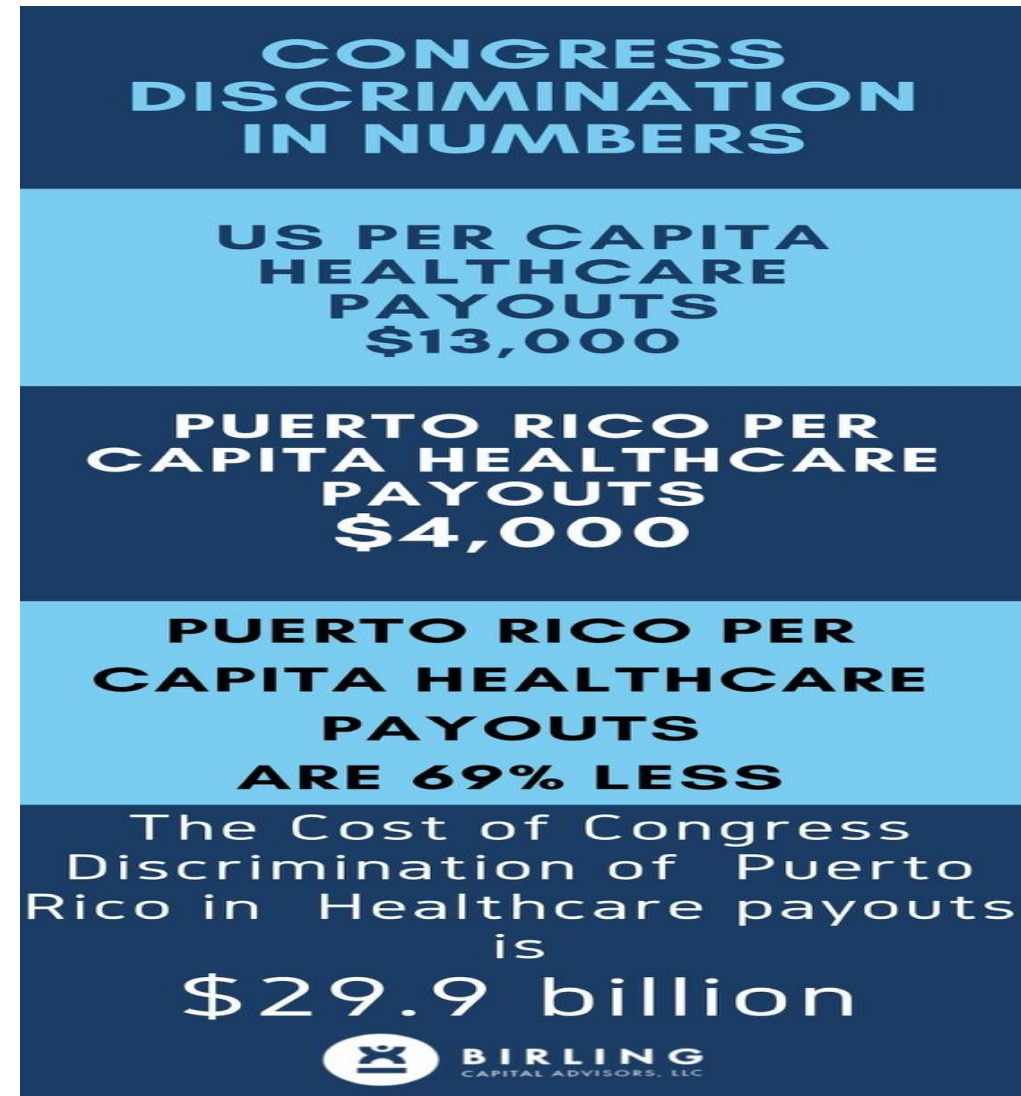 CONGRESS
DISCRIMINATION
IN NUMBERS
US PER CAPITA
HEALTHCARE
PAYOUTS
$13,000
PUERTO RICO PER
CAPITA HEALTHCARE
PAYOUTS
$4,000
PUERTO RICO PER
CAPITA HEALTHCARE
PAYOUTS
ARE 69% LESS
The Cost of Congress
Discrimination of Puerto
Rico in Healthcare payouts
is
$29.9 billion
BIRLING
CAPITAL ADVISORS, LLC